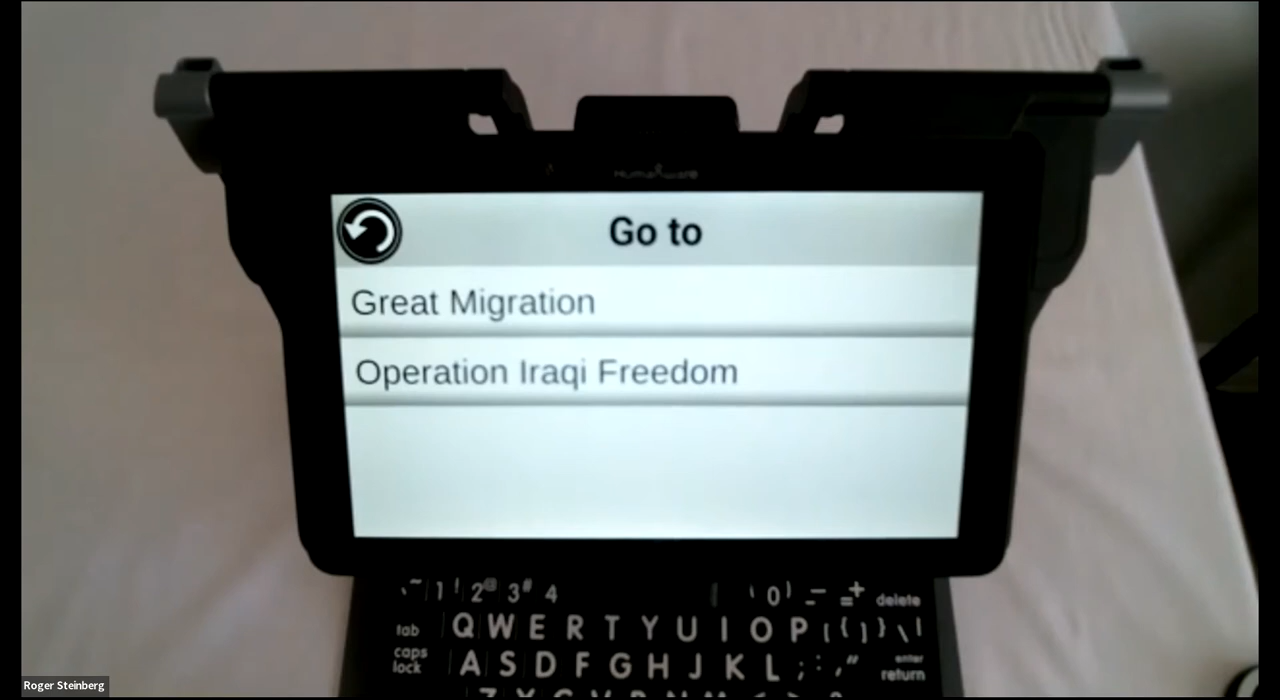 HumanWare
Go to
Great Migration
Operation Iraqi Freedom
~ 1 ! 2 @ 3 # 4 0 ) - + = delete
tab Q W E R T Y U I O P [ { ] } \ |
caps lock A S D F G H J K L ; : , " enter return
Roger Steinberg